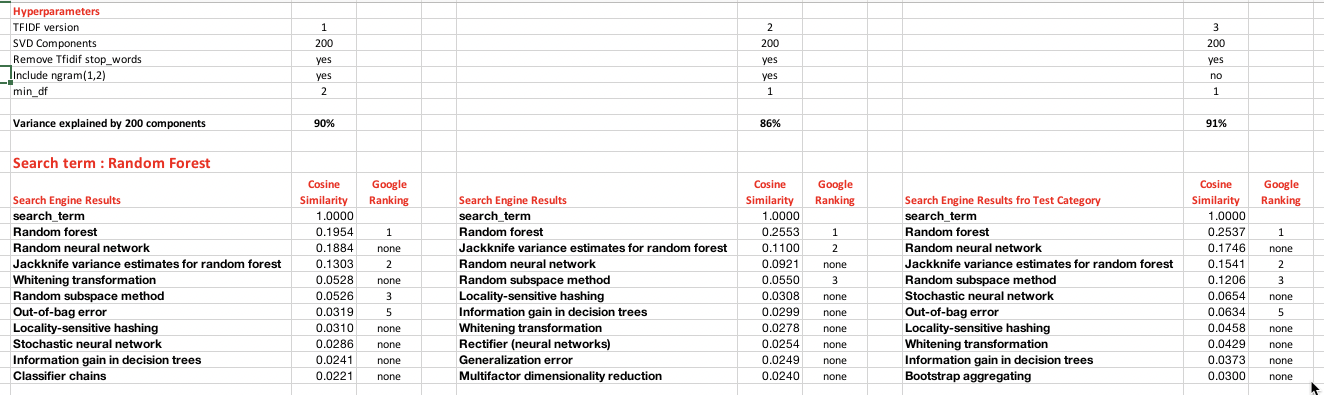 Hyperparameters
TFIDF version 1 2 3
SVD Components 200 200 200
Remove Tfidif stop_words yes yes yes
Include ngram(1,2) yes yes no
min_df 2 1 1
Variance explained by 200 components 90% 86% 91%
Search term : Random Forest
Cosine Google Cosine Google Cosine Google
Search Engine Results Similarity Ranking Search Engine Results Similarity Ranking Search Engine Results fro Test Category Similarity Ranking
search_term 1.0000 search_term 1.0000 search_term 1.0000
Random forest 0.1954 1 Random forest 0.2553 1 Random forest 0.2537 1
Random neural network 0.1884 none Jackknife variance estimates for random forest 0.1100 2 Random neural network 0.1746 none
Jackknife variance estimates for random forest 0.1303 2 Random neural network 0.0921 none Jackknife variance estimates for random forest 0.1541 2
Whitening transformation 0.0528 none Random subspace method 0.0550 3 Random subspace method 0.1206 3
Random subspace method 0.0526 3 Locality-sensitive hashing 0.0308 none Stochastic neural network 0.0654 none
Out-of-bag error 0.0319 5 Information gain in decision trees 0.0299 none Out-of-bag error 0.0634 5
Locality-sensitive hashing 0.0310 none Whitening transformation 0.0278 none Locality-sensitive hashing 0.0458 none
Stochastic neural network 0.0286 none Rectifier (neural networks) 0.0254 none Whitening transformation 0.0429 none
Information gain in decision trees 0.0241 none Generalization error 0.0249 none Information gain in decision trees 0.0373 none
Classifier chains 0.0221 none Multifactor dimensionality reduction 0.0240 none Bootstrap aggregating 0.0300 none